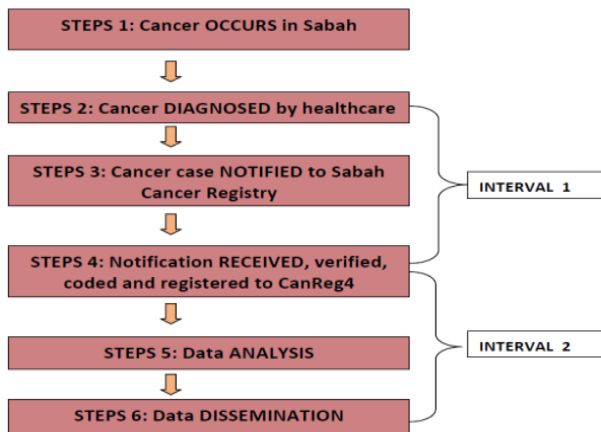 STEPS 1: Cancer OCCURS in Sabah
STEPS 2: Cancer DIAGNOSED by healthcare
STEPS 3: Cancer case NOTIFIED to Sabah
Cancer Registry
INTERVAL 1
STEPS 4: Notification RECEIVED, verified,
coded and registered to CanReg4
STEPS 5: Data ANALYSIS
INTERVAL 2
STEPS 6: Data DISSEMINATION